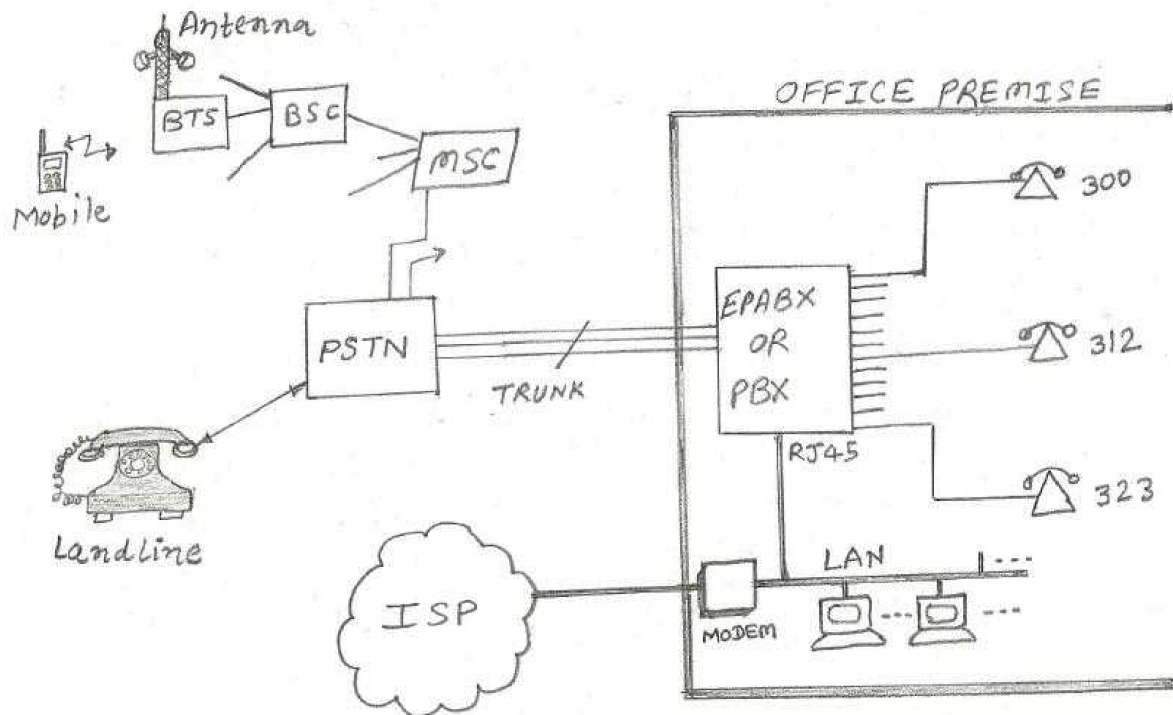 Antenna
BTS
BSC
MSC
Mobile
OFFICE PREMISE
300
EPABX
OR
PBX
312
PSTN
TRUNK
RJ45
323
Landline
LAN
ISP
MODEM